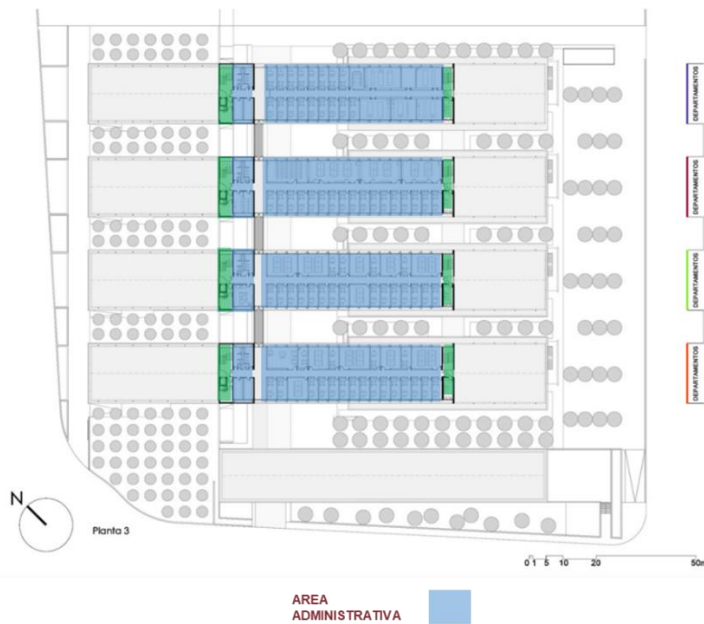 DEPARTAMENTOS
DEPARTAMENTOS
DEPARTAMENTOS
DEPARTAMENTOS
N
Planta 3
0 1 5 10 20 50m
AREA
ADMINISTRATIVA